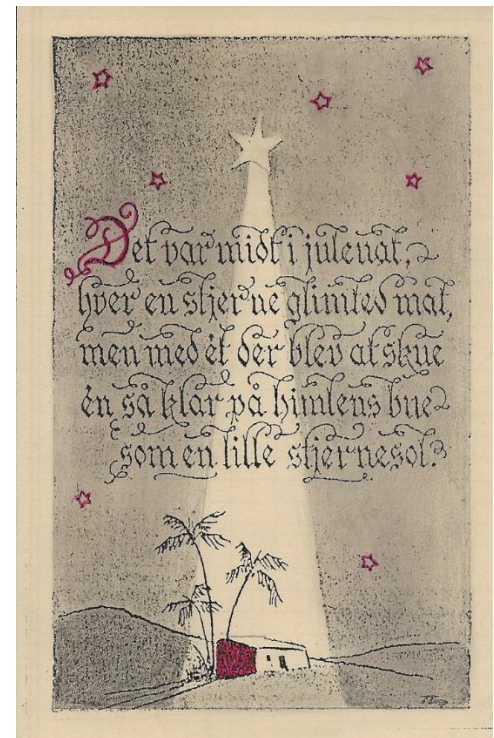 Det var midt i julenat,
hver en stjerne glimted mat,
men med ét der blev at skue
én så klar på himlens bue
som en lille stjernesol.